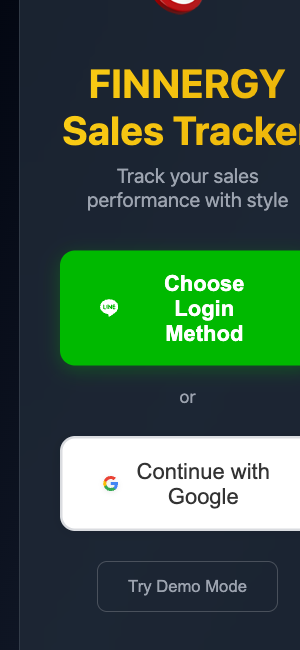 FINNERGY
Sales Tracker
Track your sales
performance with style
LINE
Choose
Login
Method
or
Continue with
Google
Try Demo Mode